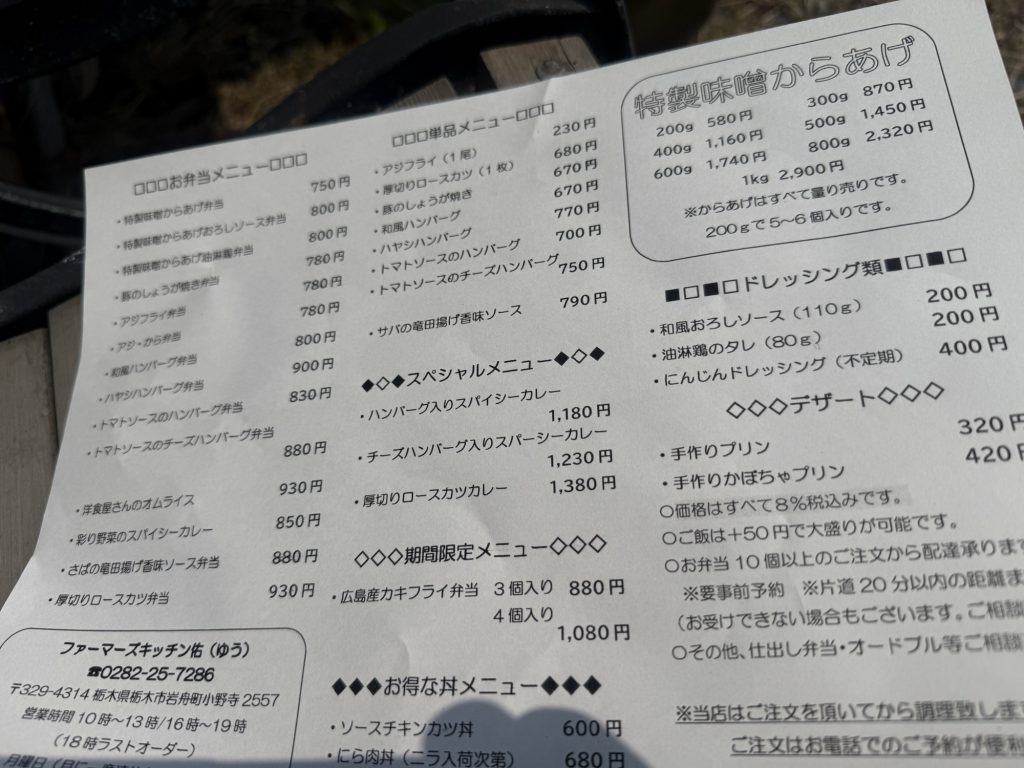 □□□お弁当メニュー□□□
・特製味噌からあげ弁当 750円
・特製味噌からあげおろしソース弁当 800円
・特製味噌からあげ油淋鶏弁当 800円
・豚のしょうが焼き弁当 780円
・アジフライ弁当 780円
・アジ・から弁当 780円
・和風ハンバーグ弁当 800円
・ハヤシハンバーグ弁当 900円
・トマトソースのハンバーグ弁当 830円
・トマトソースのチーズハンバーグ弁当 880円
・洋食屋さんのオムライス 930円
・彩り野菜のスパイシーカレー 850円
・さばの竜田揚げ香味ソース弁当 880円
・厚切りロースカツ弁当 930円
ファーマーズキッチン佑（ゆう）
☎0282-25-7286
〒329-4314 栃木県栃木市岩舟町小野寺2557
営業時間 10時～13時/16時～19時
（18時ラストオーダー）
□□□単品メニュー□□□
・アジフライ（1尾） 230円
・厚切りロースカツ（1枚） 680円
・豚のしょうが焼き 670円
・和風ハンバーグ 670円
・ハヤシハンバーグ 770円
・トマトソースのハンバーグ 700円
・トマトソースのチーズハンバーグ 750円
・サバの竜田揚げ香味ソース 790円
◆◇◆スペシャルメニュー◆◇◆
・ハンバーグ入りスパイシーカレー
1,180円
・チーズハンバーグ入りスパーシーカレー
1,230円
・厚切りロースカツカレー 1,380円
◇◇◇期間限定メニュー◇◇◇
・広島産カキフライ弁当 3個入り 880円
4個入り
1,080円
◆◆◆お得な丼メニュー◆◆◆
・ソースチキンカツ丼 600円
・にら肉丼（ニラ入荷次第） 680円
特製味噌からあげ
200g 580円 300g 870円
400g 1,160円 500g 1,450円
600g 1,740円 800g 2,320円
1kg 2,900円
※からあげはすべて量り売りです。
200gで5～6個入りです。
■□■□ドレッシング類■□■□
・和風おろしソース（110g） 200円
・油淋鶏のタレ（80g） 200円
・にんじんドレッシング（不定期） 400円
◇◇◇デザート◇◇◇
・手作りプリン 320円
・手作りかぼちゃプリン 420円
○価格はすべて8％税込みです。
○ご飯は＋50円で大盛りが可能です。
○お弁当10個以上のご注文から配達承りま
※要事前予約 ※片道20分以内の距離ま
（お受けできない場合もございます。ご相談
○その他、仕出し弁当・オードブル等ご相談
※当店はご注文を頂いてから調理致しま
ご注文はお電話でのご予約が便利